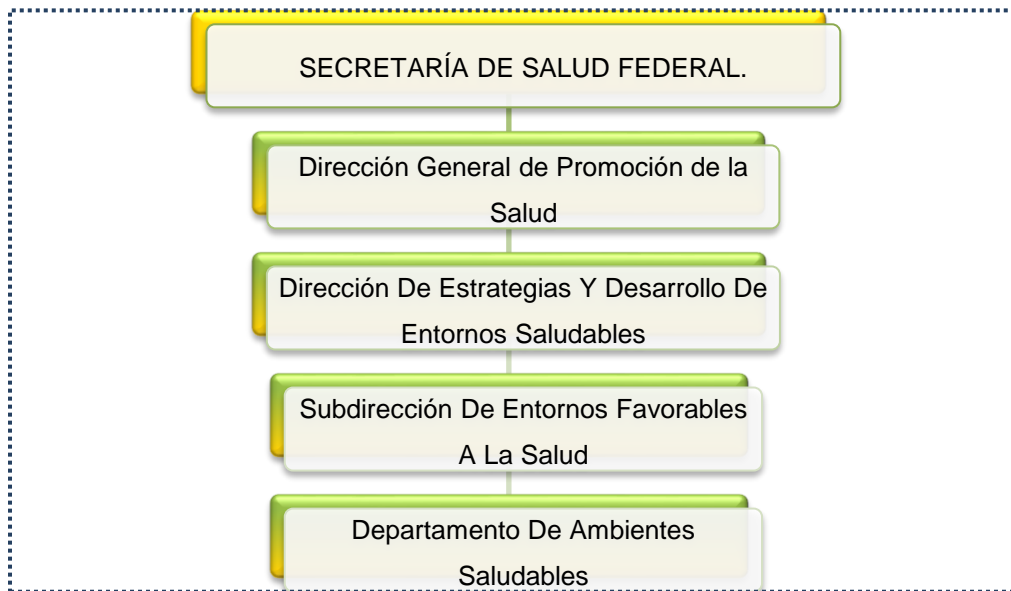 SECRETARÍA DE SALUD FEDERAL.
Dirección General de Promoción de la
Salud
Dirección De Estrategias Y Desarrollo De
Entornos Saludables
Subdirección De Entornos Favorables
A La Salud
Departamento De Ambientes
Saludables